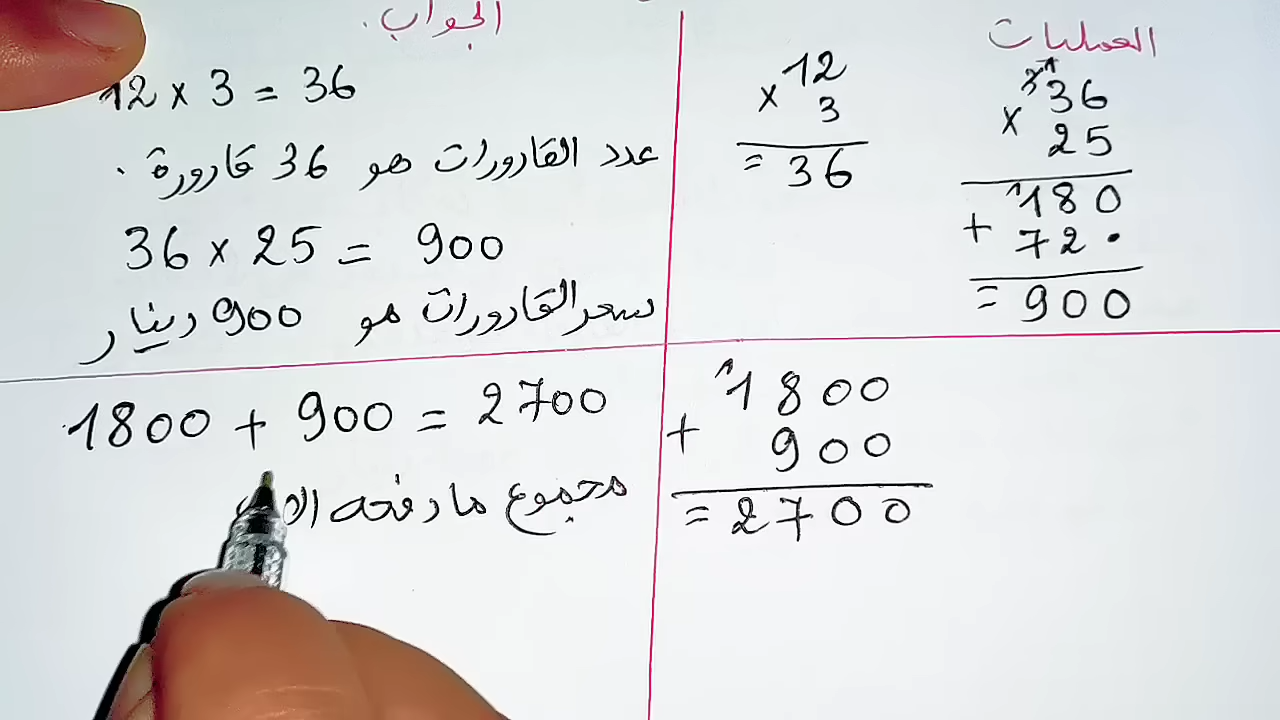 العمليات
الجواب.
12 × 3 = 36
عدد القارورات هو 36 قارورة.
36 × 25 = 900
سعر القارورات هو 900 دينار
1800 + 900 = 2700
مجموع ما دفعه
12
× 3
= 36
36
× 25
180
+ 72•
= 900
1800
+ 900
= 2700